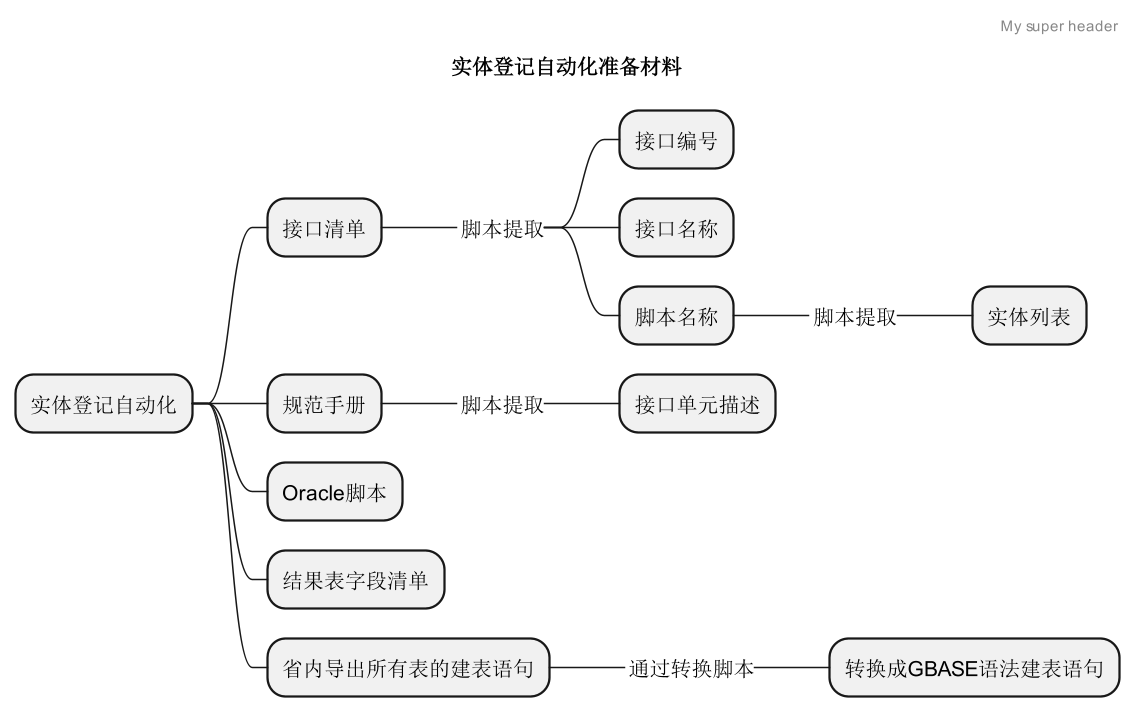 My super header
实体登记自动化准备材料
接口编号
接口清单
脚本提取
接口名称
脚本名称
脚本提取
实体列表
实体登记自动化
规范手册
脚本提取
接口单元描述
Oracle脚本
结果表字段清单
省内导出所有表的建表语句
通过转换脚本
转换成GBASE语法建表语句